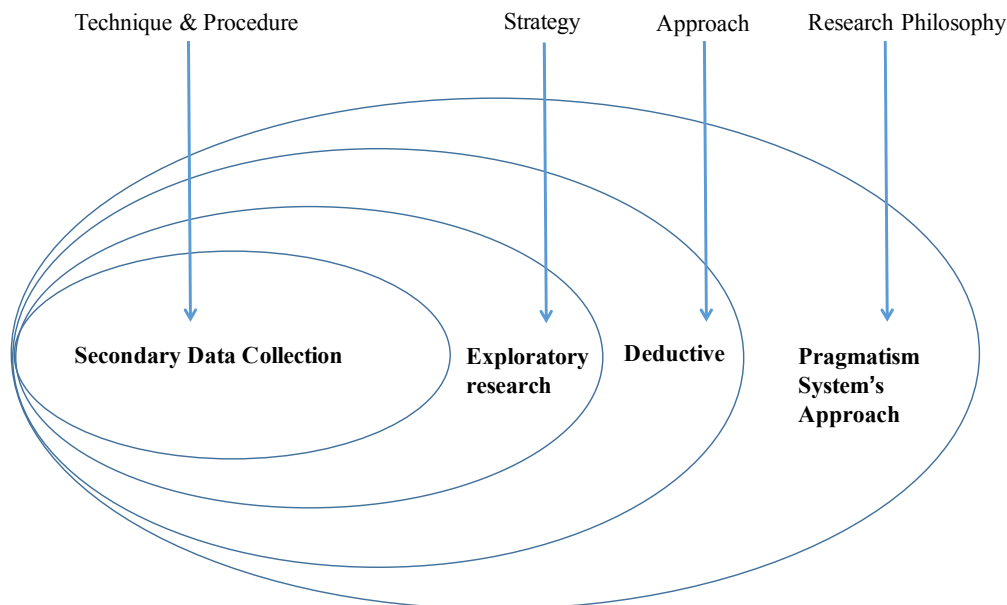 Technique & Procedure
Strategy
Approach
Research Philosophy
Secondary Data Collection
Exploratory
research
Deductive
Pragmatism
System's
Approach